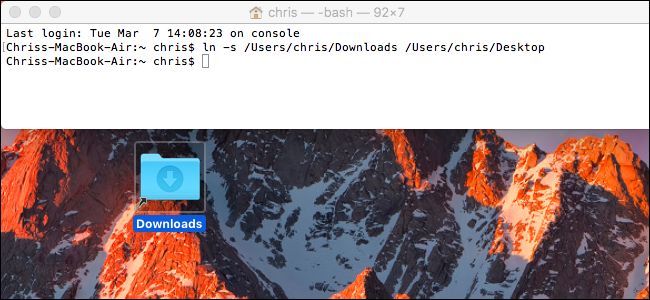 chris — -bash — 92×7
Last login: Tue Mar  7 14:08:23 on console
[Chriss-MacBook-Air:~ chris$ ln -s /Users/chris/Downloads /Users/chris/Desktop
Chriss-MacBook-Air:~ chris$
Downloads